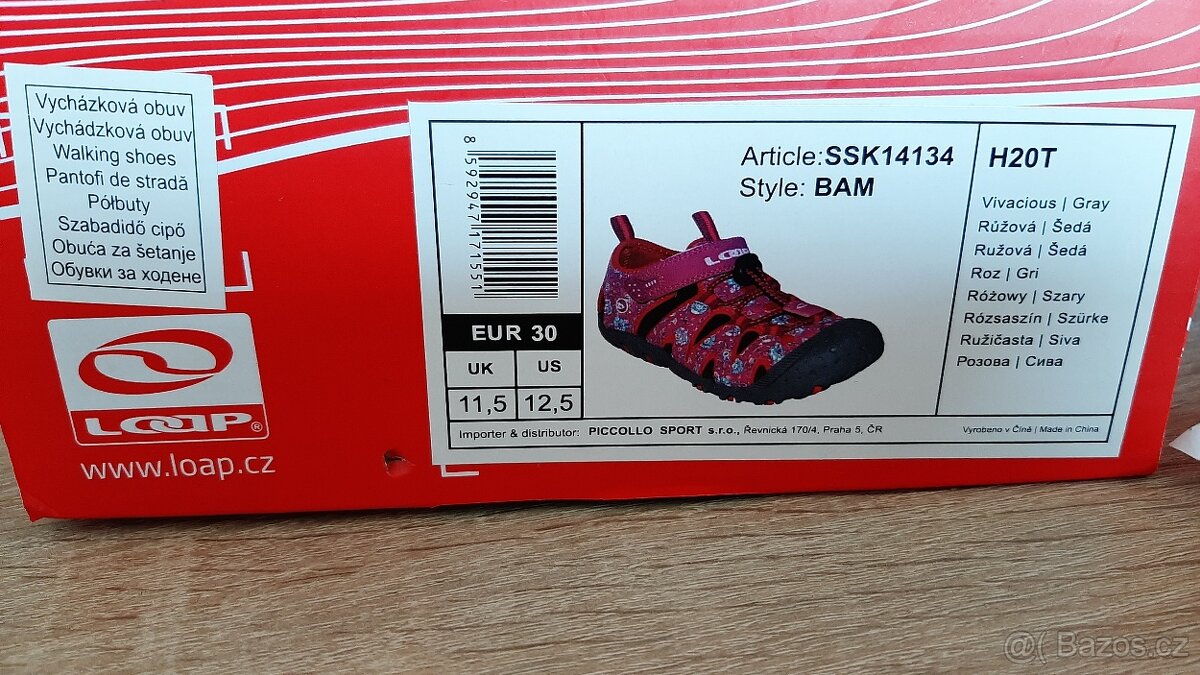 Vycházková obuv
Vychádzková obuv
Walking shoes
Pantofi de stradă
Półbuty
Szabadidő cipő
Obuća za šetanje
Обувки за ходене
LOAP®
www.loap.cz
8 592947 171551
EUR 30
UK US
11,5 12,5
Article:SSK14134
Style: BAM
LOAP
H20T
Vivacious | Gray
Růžová | Šedá
Ružová | Šedá
Roz | Gri
Różowy | Szary
Rózsaszín | Szürke
Ružičasta | Siva
Розова | Сива
Importer & distributor: PICCOLLO SPORT s.r.o., Řevnická 170/4, Praha 5, ČR
Vyrobeno v Číně | Made in China
@( Bazos.cz